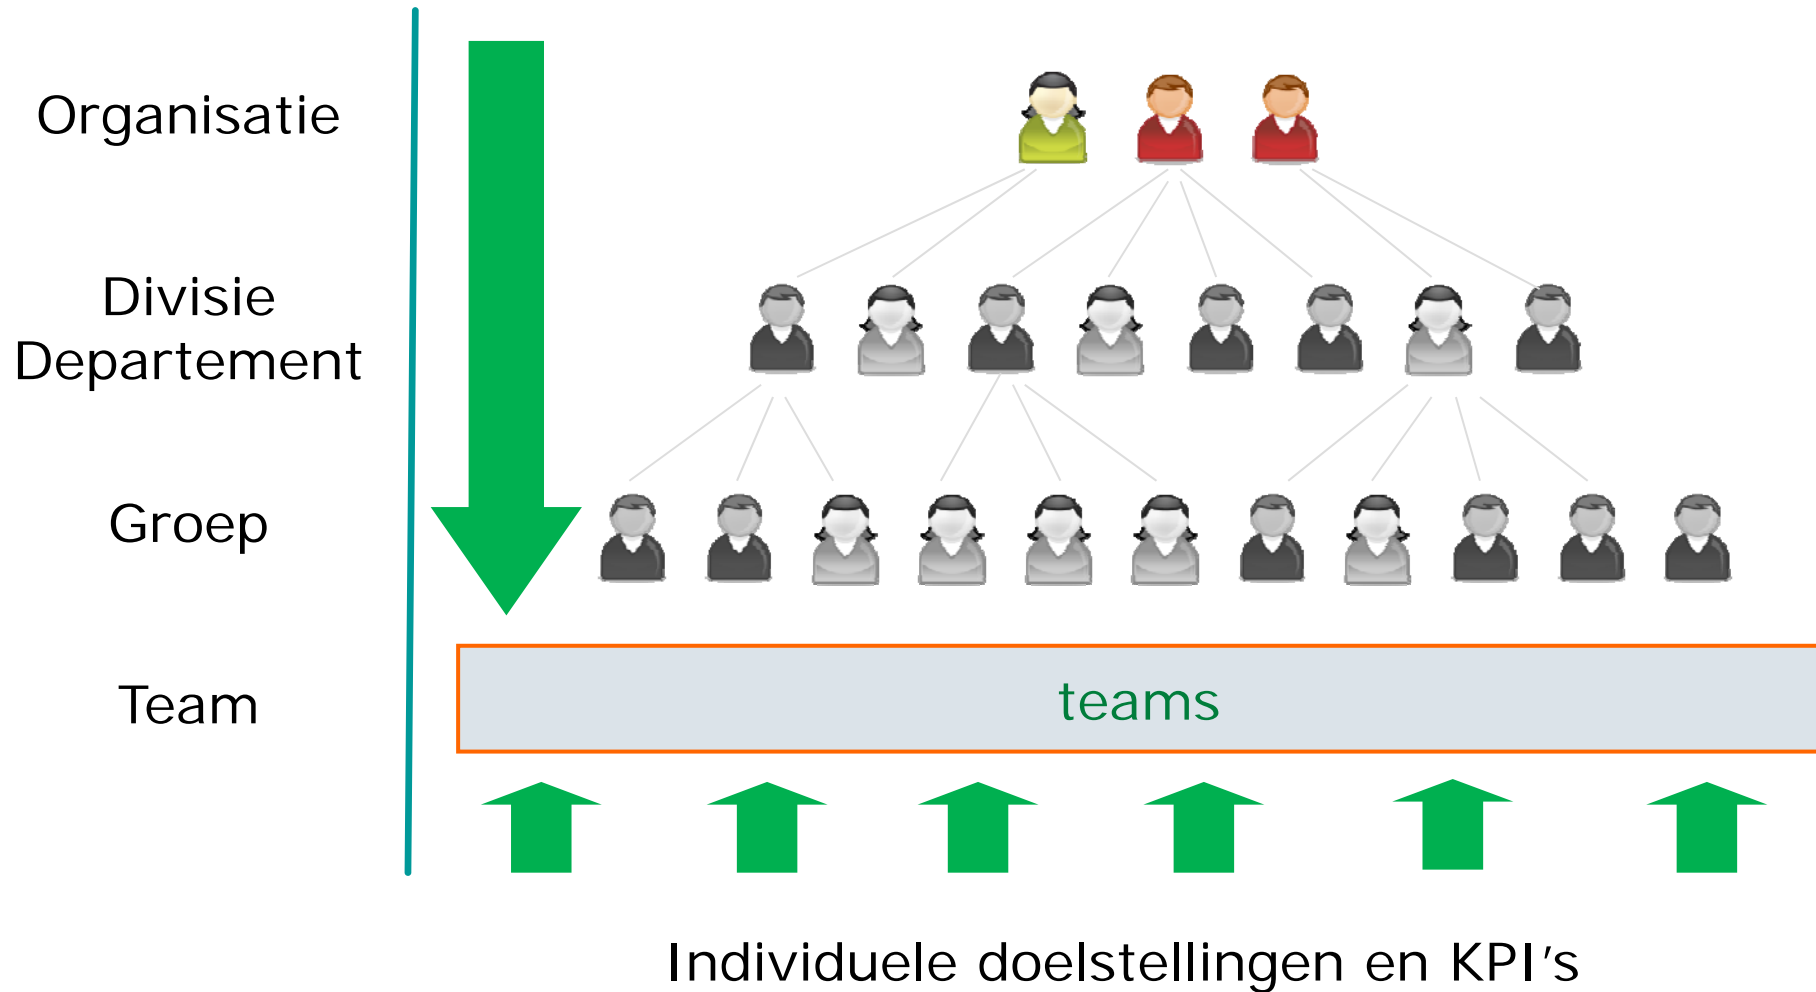 Organisatie
Divisie
Departement
Groep
Team
teams
Individuele doelstellingen en KPI's